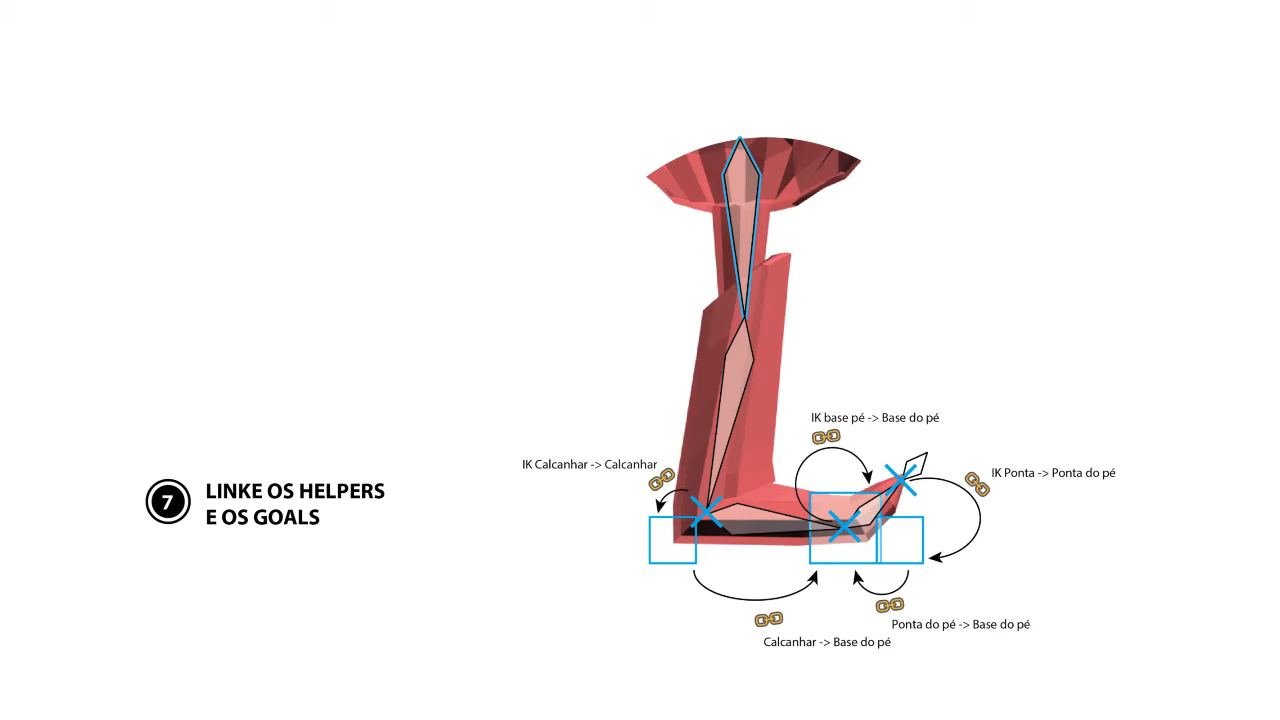 7
LINKE OS HELPERS
E OS GOALS
IK base pé -> Base do pé
IK Calcanhar -> Calcanhar
IK Ponta -> Ponta do pé
Ponta do pé -> Base do pé
Calcanhar -> Base do pé